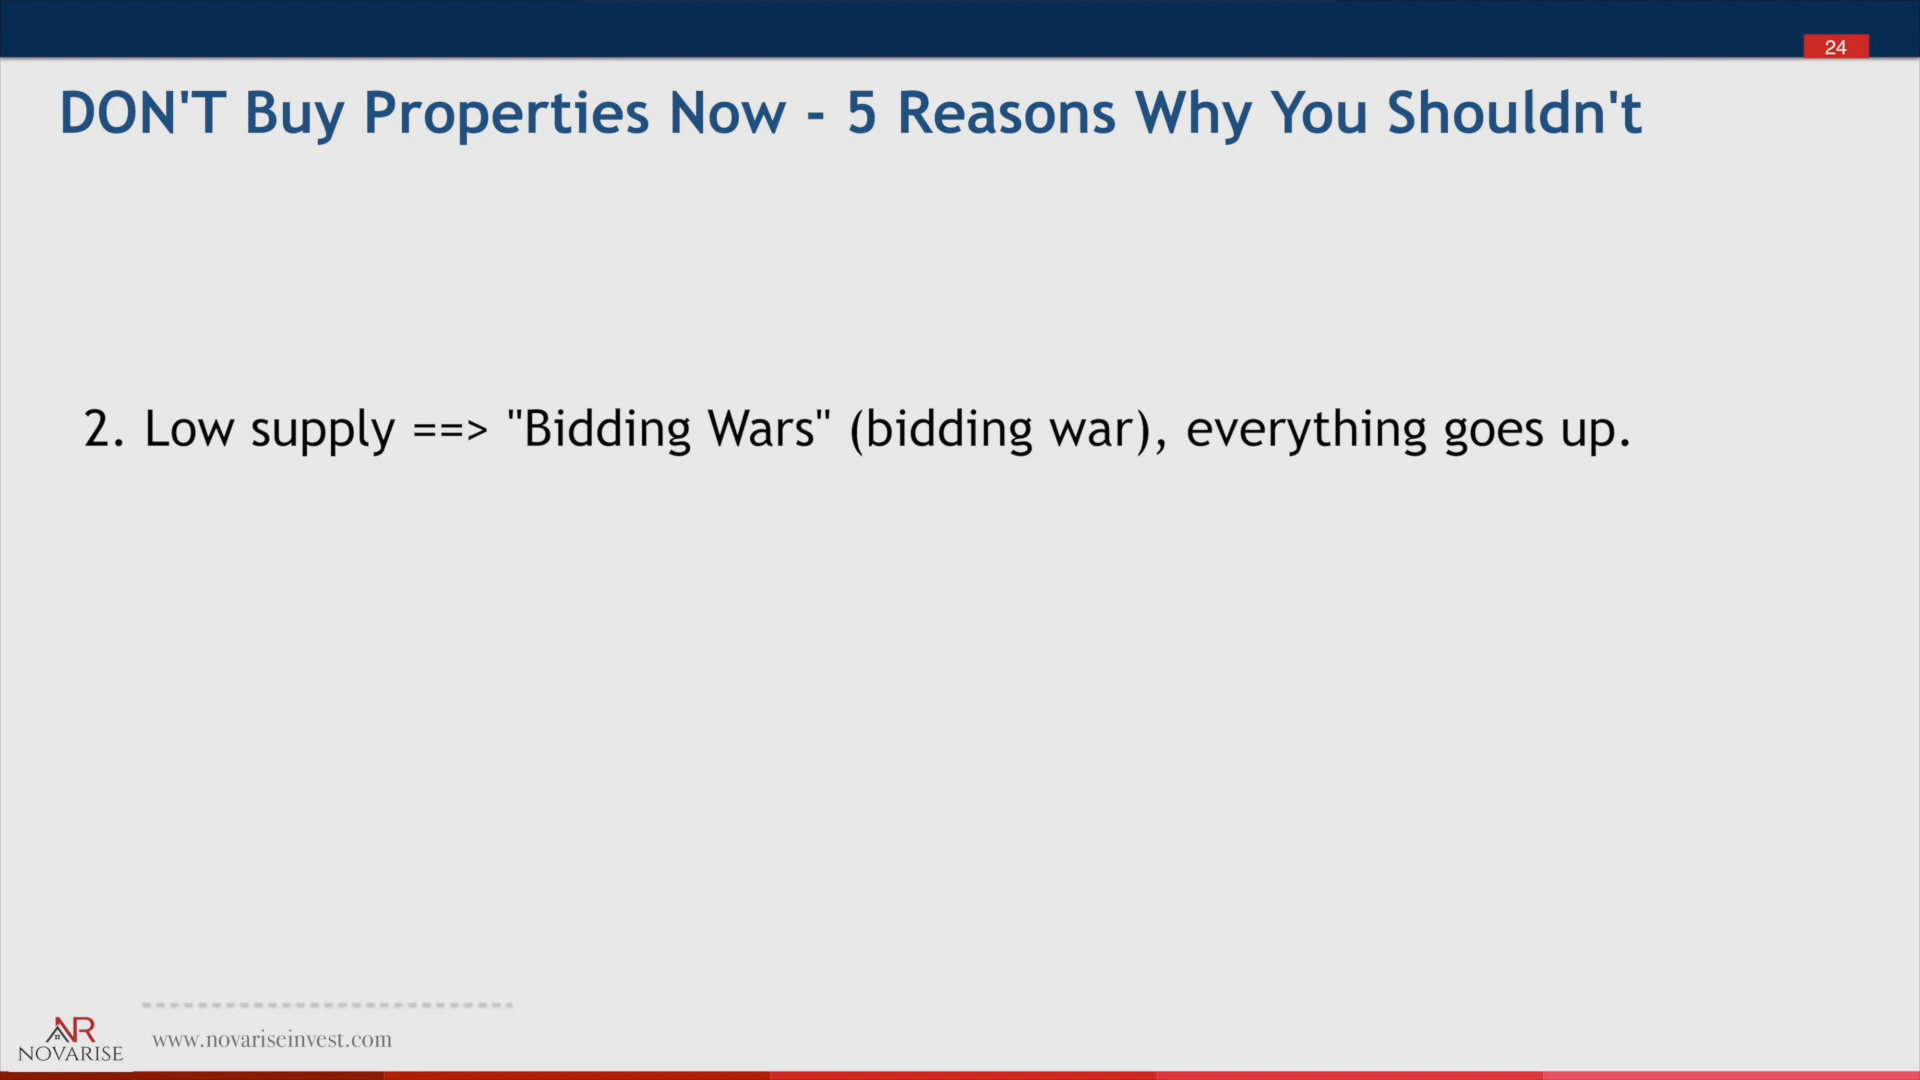 24
DON'T Buy Properties Now - 5 Reasons Why You Shouldn't
2. Low supply ==> "Bidding Wars" (bidding war), everything goes up.
NR
NOVARISE
www.novariseinvest.com